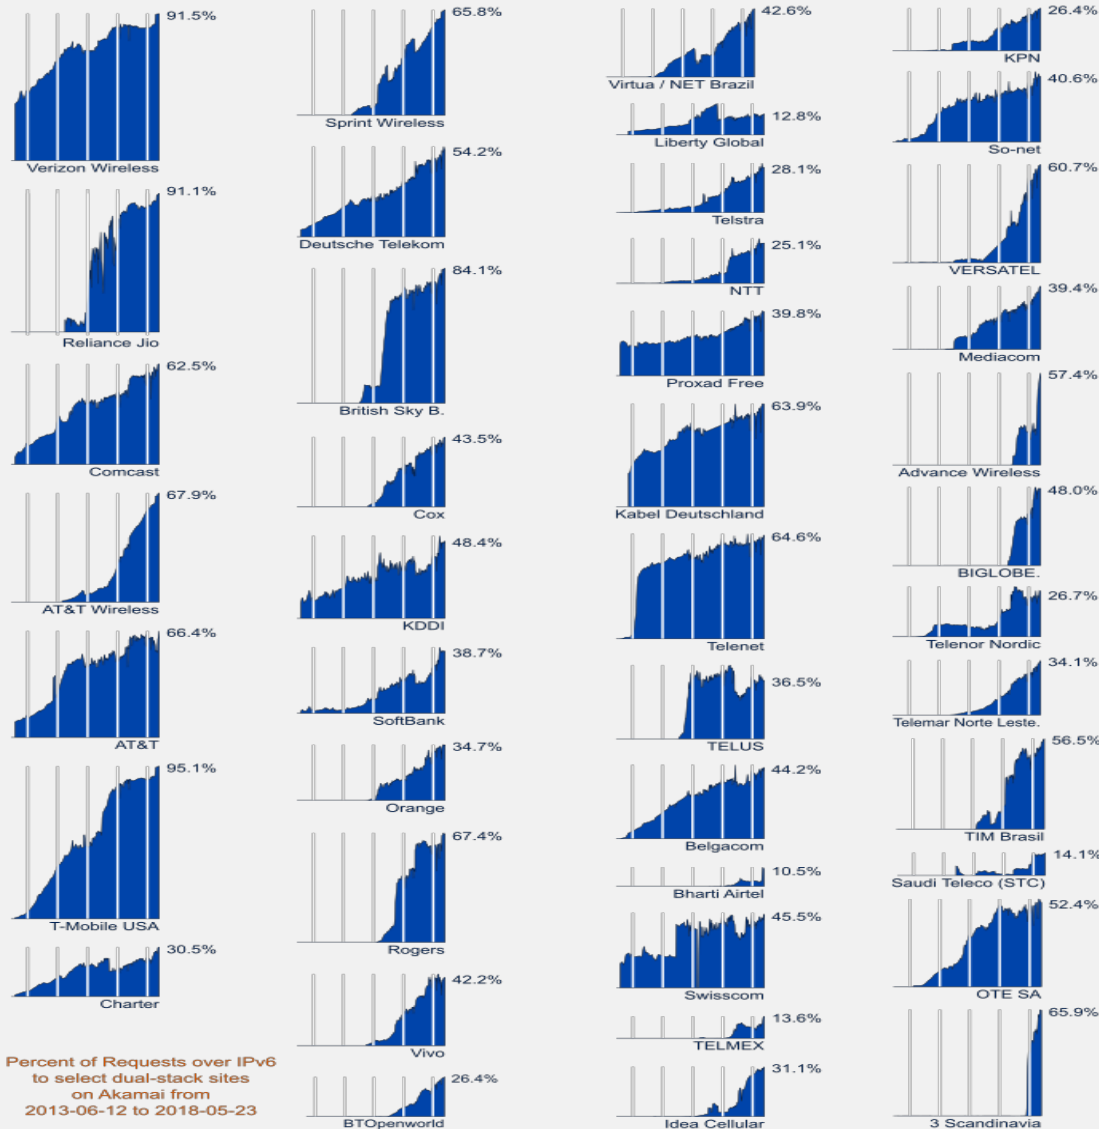 91.5%
Verizon Wireless
91.1%
Reliance Jio
62.5%
Comcast
67.9%
AT&T Wireless
66.4%
AT&T
95.1%
T-Mobile USA
30.5%
Charter
Percent of Requests over IPv6
to select dual-stack sites
on Akamai from
2013-06-12 to 2018-05-23
65.8%
Sprint Wireless
54.2%
Deutsche Telekom
84.1%
British Sky B.
43.5%
Cox
48.4%
KDDI
38.7%
SoftBank
34.7%
Orange
67.4%
Rogers
42.2%
Vivo
26.4%
BTOpenworld
42.6%
Virtua / NET Brazil
12.8%
Liberty Global
28.1%
Telstra
25.1%
NTT
39.8%
Proxad Free
63.9%
Kabel Deutschland
64.6%
Telenet
36.5%
TELUS
44.2%
Belgacom
10.5%
Bharti Airtel
45.5%
Swisscom
13.6%
TELMEX
31.1%
Idea Cellular
26.4%
KPN
40.6%
So-net
60.7%
VERSATEL
39.4%
Mediacom
57.4%
Advance Wireless
48.0%
BIGLOBE.
26.7%
Telenor Nordic
34.1%
Telemar Norte Leste.
56.5%
TIM Brasil
14.1%
Saudi Teleco (STC)
52.4%
OTE SA
65.9%
3 Scandinavia